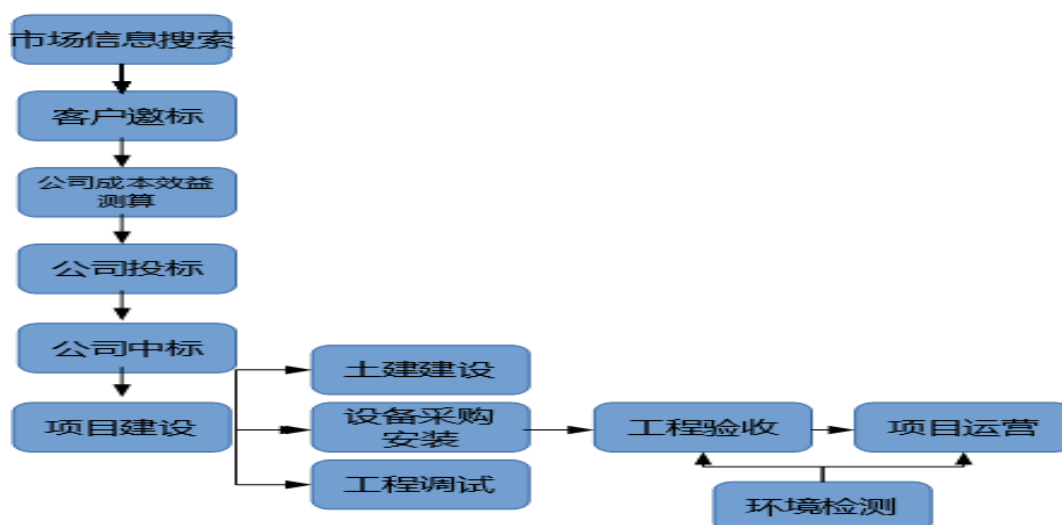 市场信息搜索
客户邀标
公司成本效益
测算
公司投标
公司中标
项目建设
土建建设
设备采购
安装
工程调试
工程验收
项目运营
环境检测